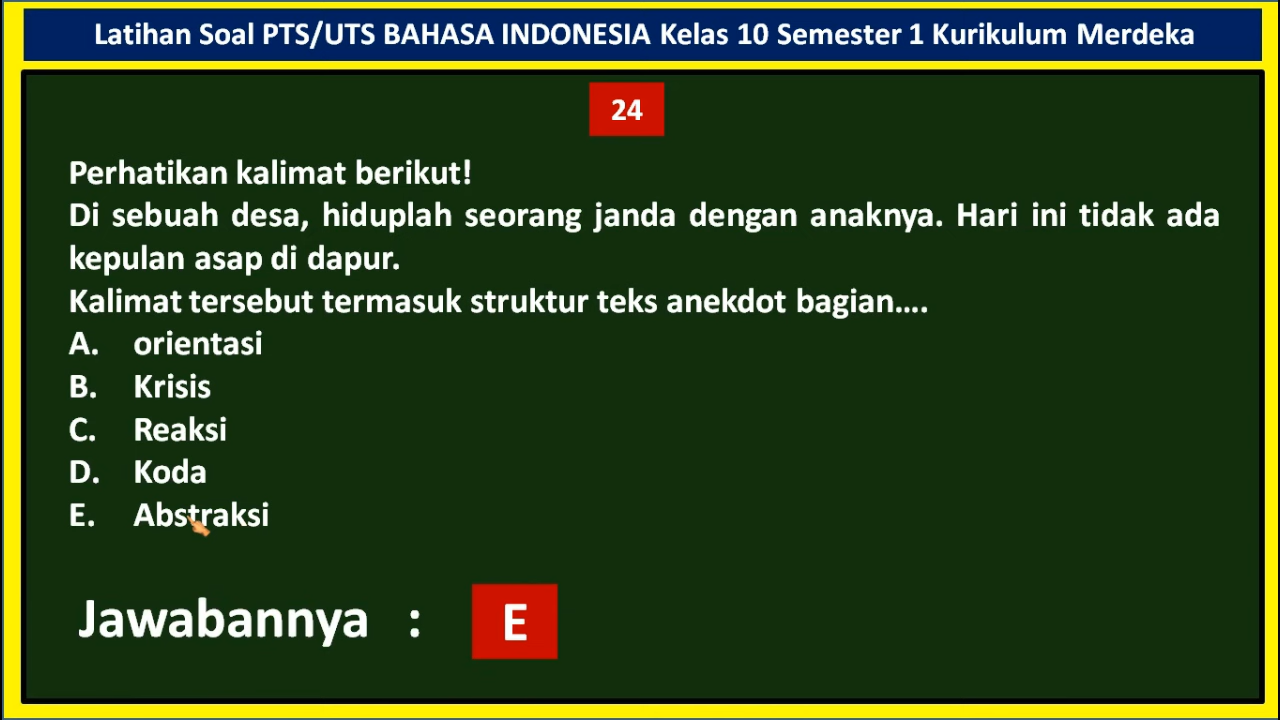 Latihan Soal PTS/UTS BAHASA INDONESIA Kelas 10 Semester 1 Kurikulum Merdeka
24
Perhatikan kalimat berikut!
Di sebuah desa, hiduplah seorang janda dengan anaknya. Hari ini tidak ada
kepulan asap di dapur.
Kalimat tersebut termasuk struktur teks anekdot bagian....
A. orientasi
B. Krisis
C. Reaksi
D. Koda
E. Abstraksi
Jawabannya : E